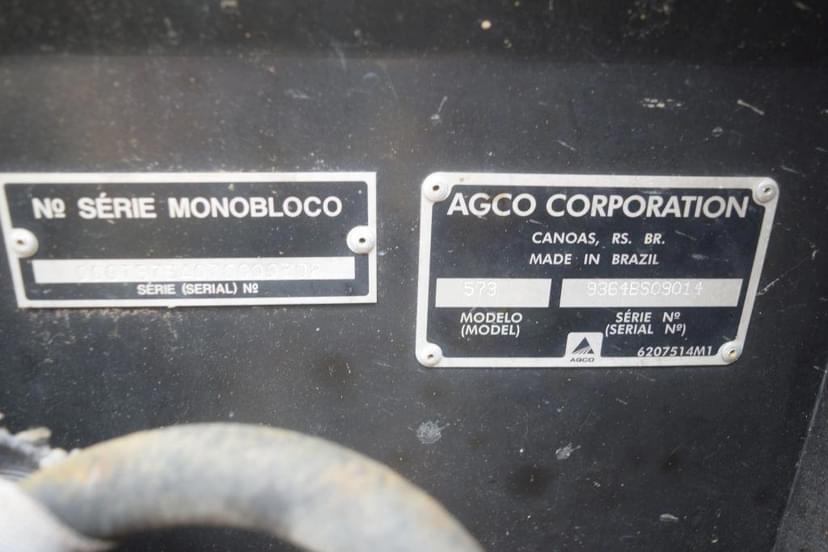 Nº SÉRIE MONOBLOCO
SÉRIE (SERIAL) Nº
AGCO CORPORATION
CANOAS, RS. BR.
MADE IN BRAZIL
573 9364BS09014
MODELO SÉRIE Nº
(MODEL) (SERIAL Nº)
AGCO 6207514M1